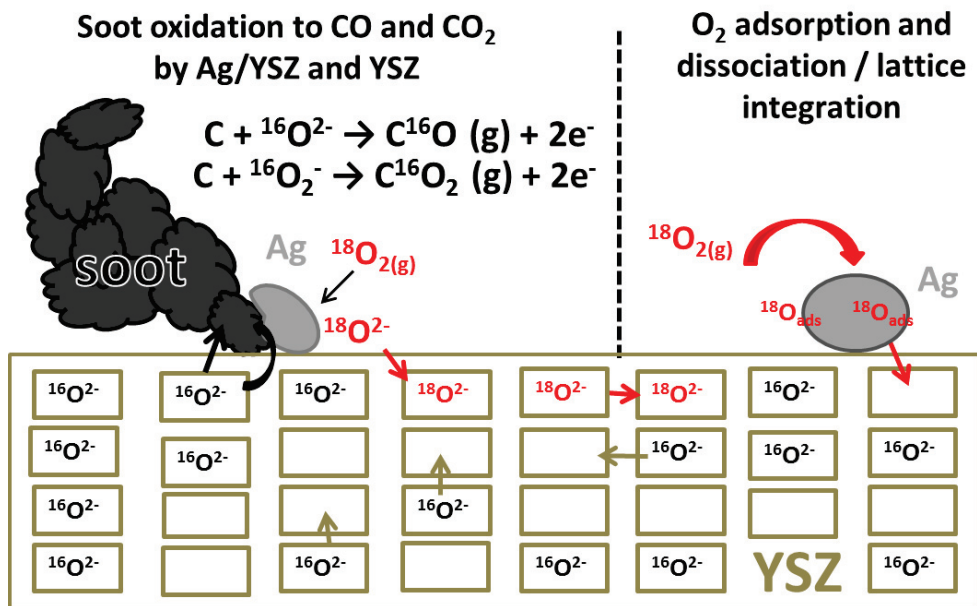 Soot oxidation to CO and CO₂
by Ag/YSZ and YSZ
C + ¹⁶O²⁻ → C¹⁶O (g) + 2e⁻
C + ¹⁶O₂⁻ → C¹⁶O₂ (g) + 2e⁻
O₂ adsorption and
dissociation / lattice
integration
soot
Ag
¹⁸O₂(g)
¹⁸O²⁻
¹⁸O₂(g)
Ag
¹⁸Oads ¹⁸Oads
¹⁶O²⁻ ¹⁶O²⁻ ¹⁶O²⁻ ¹⁸O²⁻ ¹⁸O²⁻ ¹⁸O²⁻ ¹⁶O²⁻
¹⁶O²⁻ ¹⁶O²⁻ ¹⁶O²⁻ ¹⁶O²⁻ ¹⁶O²⁻
¹⁶O²⁻ ¹⁶O²⁻
¹⁶O²⁻ ¹⁶O²⁻ ¹⁶O²⁻ ¹⁶O²⁻ YSZ ¹⁶O²⁻